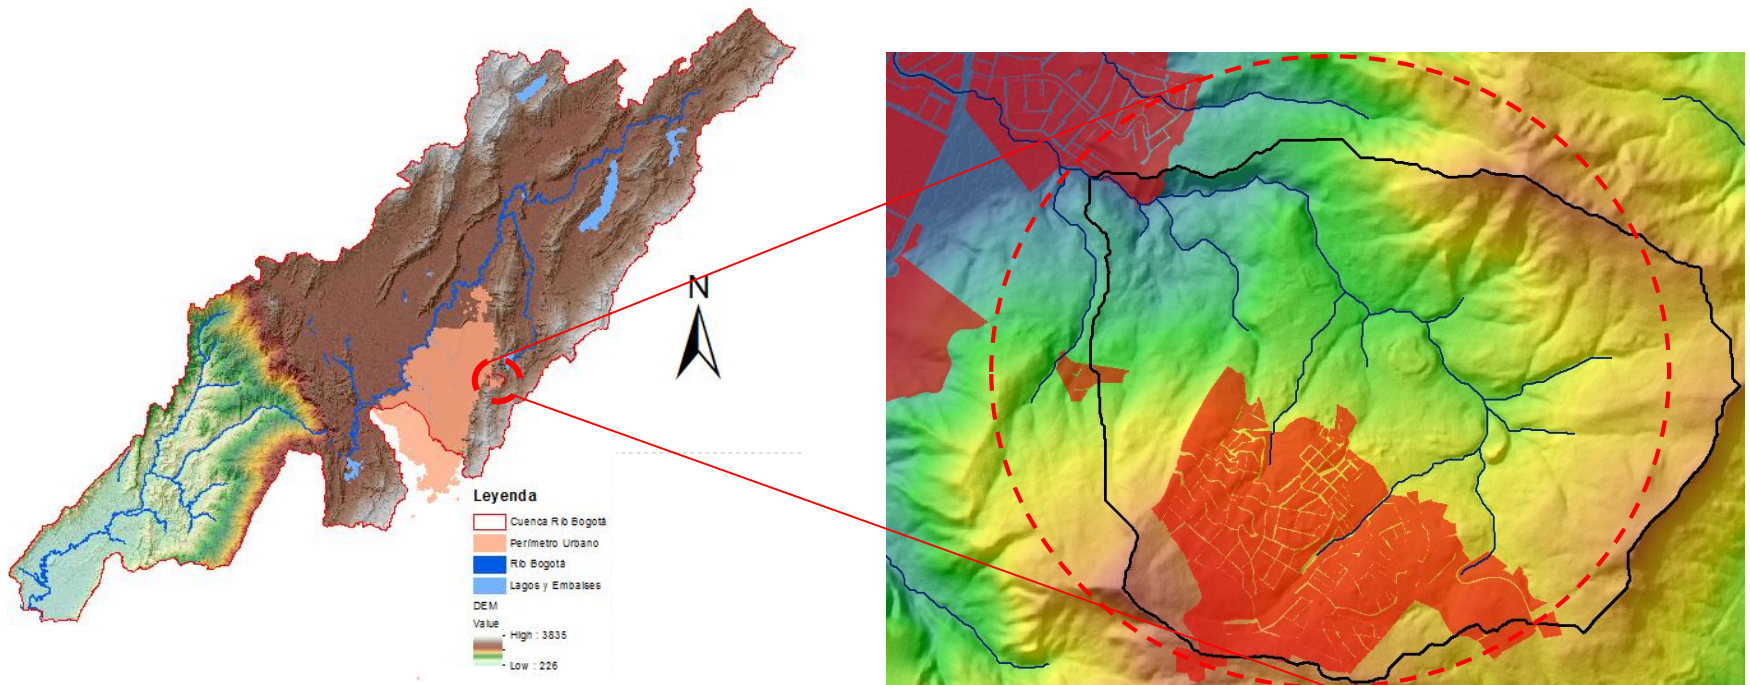 N
Leyenda
Cuenca Río Bogotá
Perímetro Urbano
Río Bogotá
Lagos y Embalses
DEM
Value
High : 3835
Low : 226